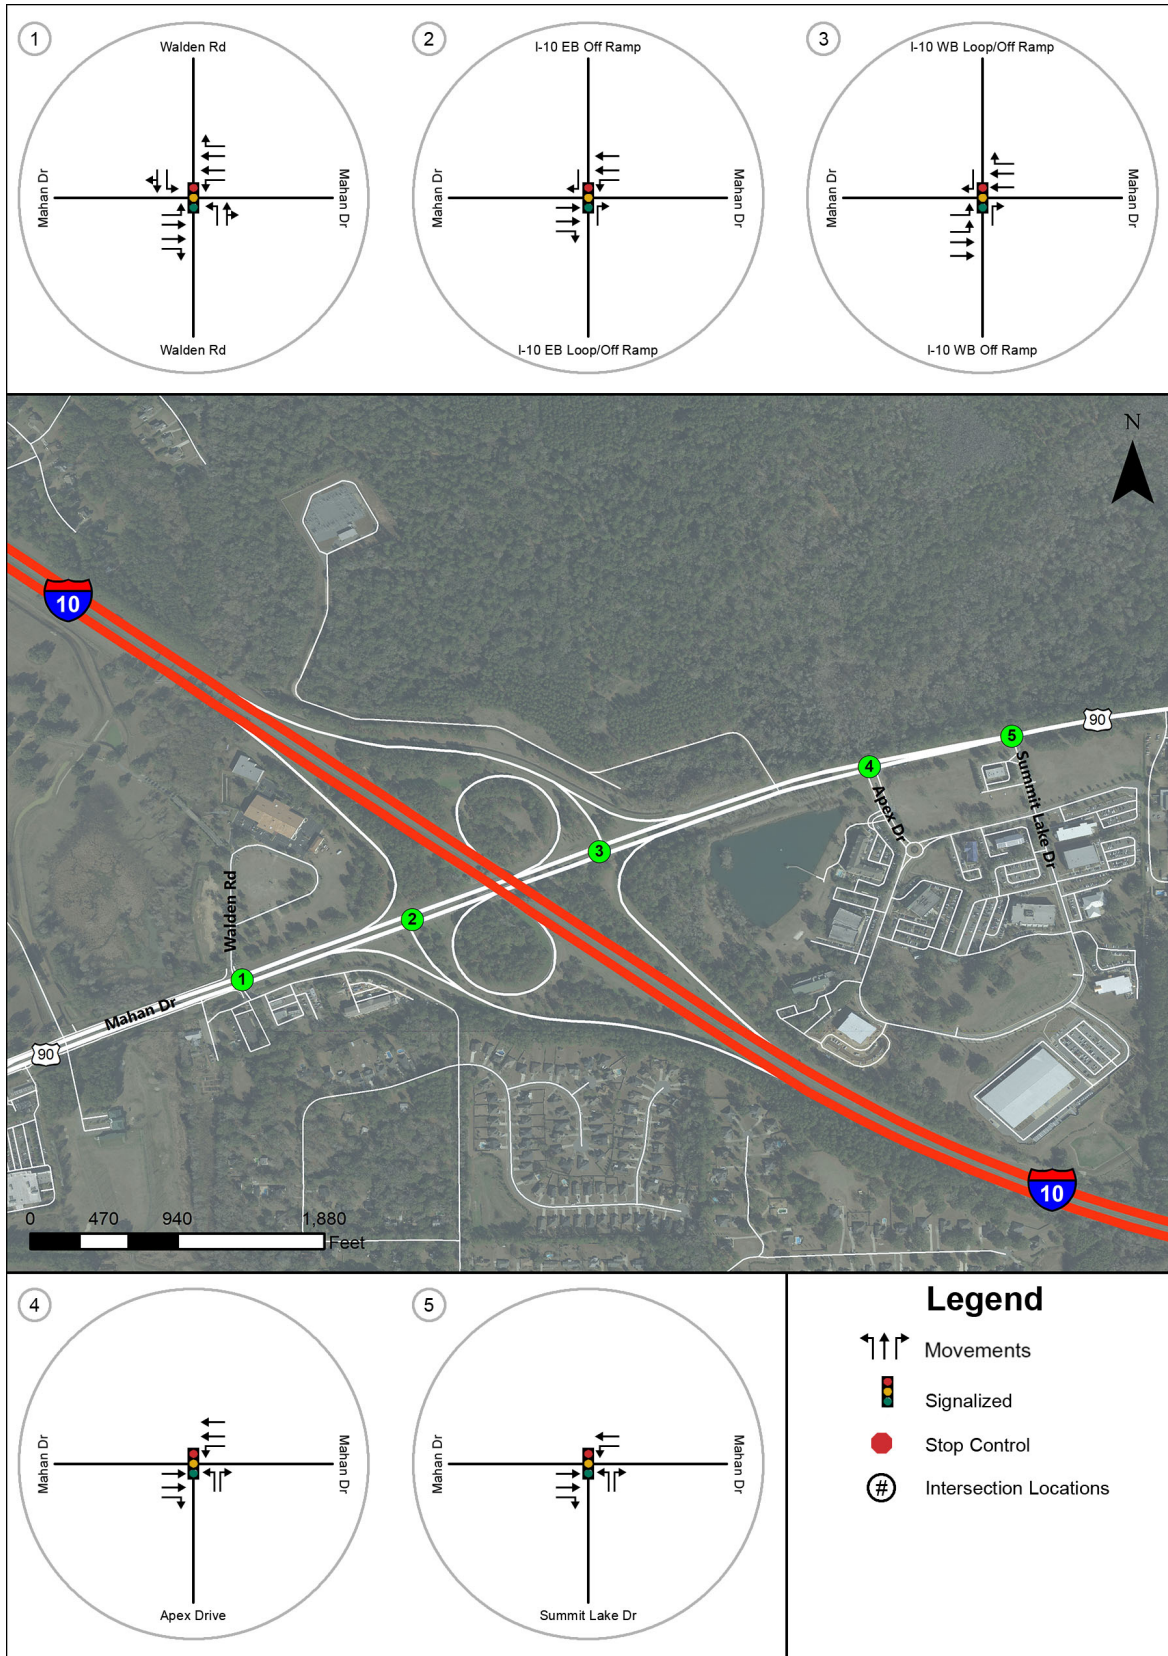 1
Walden Rd
Mahan Dr
Mahan Dr
Walden Rd
2
I-10 EB Off Ramp
Mahan Dr
Mahan Dr
I-10 EB Loop/Off Ramp
3
I-10 WB Loop/Off Ramp
Mahan Dr
Mahan Dr
I-10 WB Off Ramp
N
10
90
5
4
Summit Lake Dr
Apex Dr
3
Walden Rd
2
1
Mahan Dr
90
10
0 470 940 1,880
Feet
4
Mahan Dr
Mahan Dr
Apex Drive
5
Mahan Dr
Mahan Dr
Summit Lake Dr
Legend
Movements
Signalized
Stop Control
# Intersection Locations